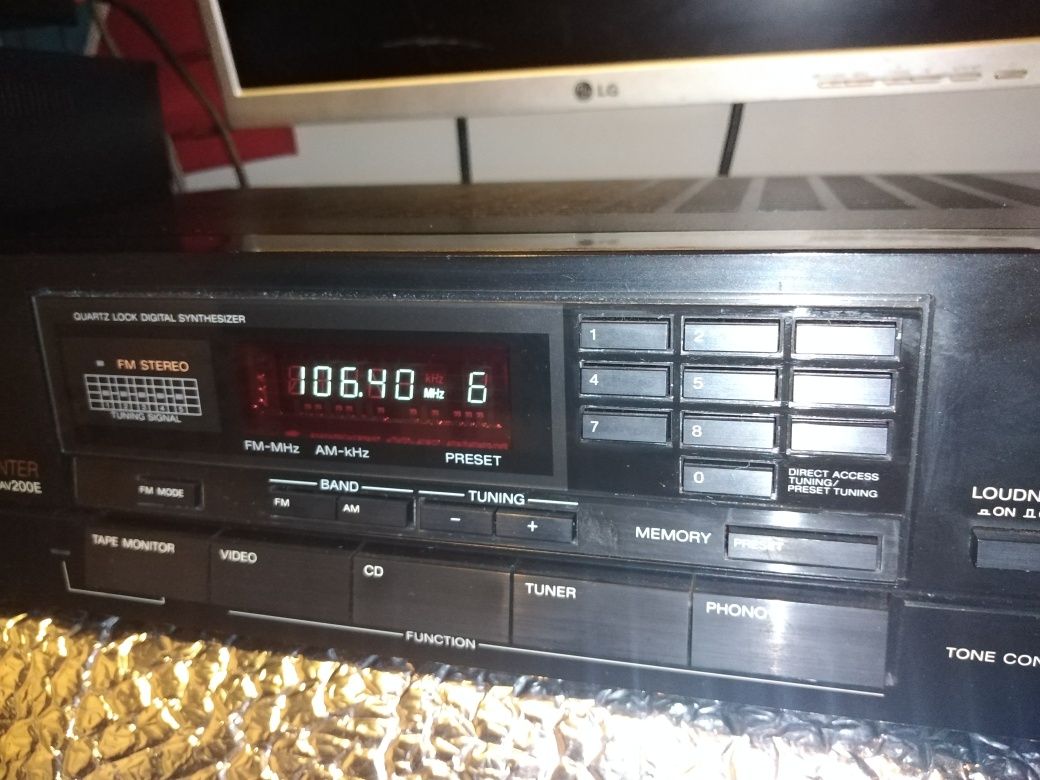 LG
QUARTZ LOCK DIGITAL SYNTHESIZER
FM STEREO
TUNING SIGNAL
106.40 kHz MHz 6
FM-MHz AM-kHz PRESET
1 2
4 5
7 8
0
DIRECT ACCESS
TUNING/
PRESET TUNING
NTER
AV200E
FM MODE
BAND
FM AM
TUNING
- +
MEMORY PRESET
LOUDN
ON
TAPE MONITOR VIDEO CD TUNER PHONO
FUNCTION
TONE CON